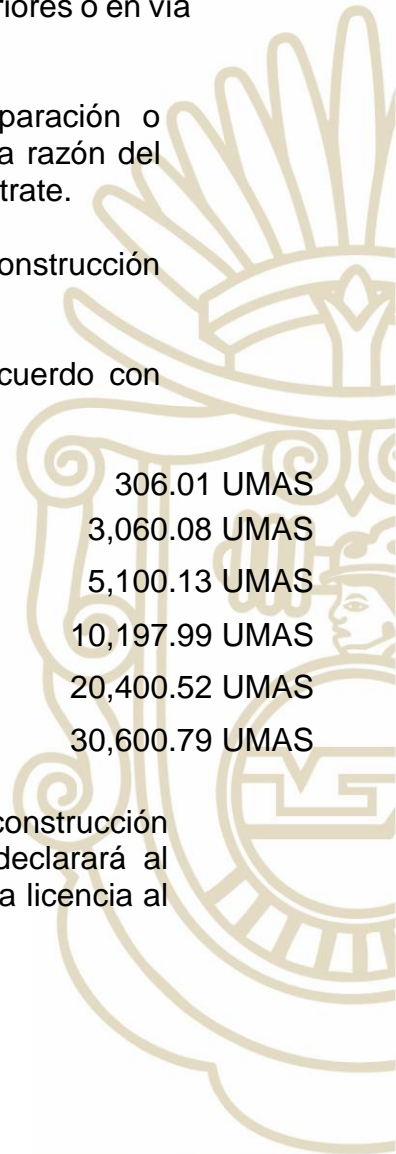 riores o en vía
paración o
a razón del
trate.
onstrucción
cuerdo con
306.01 UMAS
3,060.08 UMAS
5,100.13 UMAS
10,197.99 UMAS
20,400.52 UMAS
30,600.79 UMAS
construcción
declarará al
a licencia al